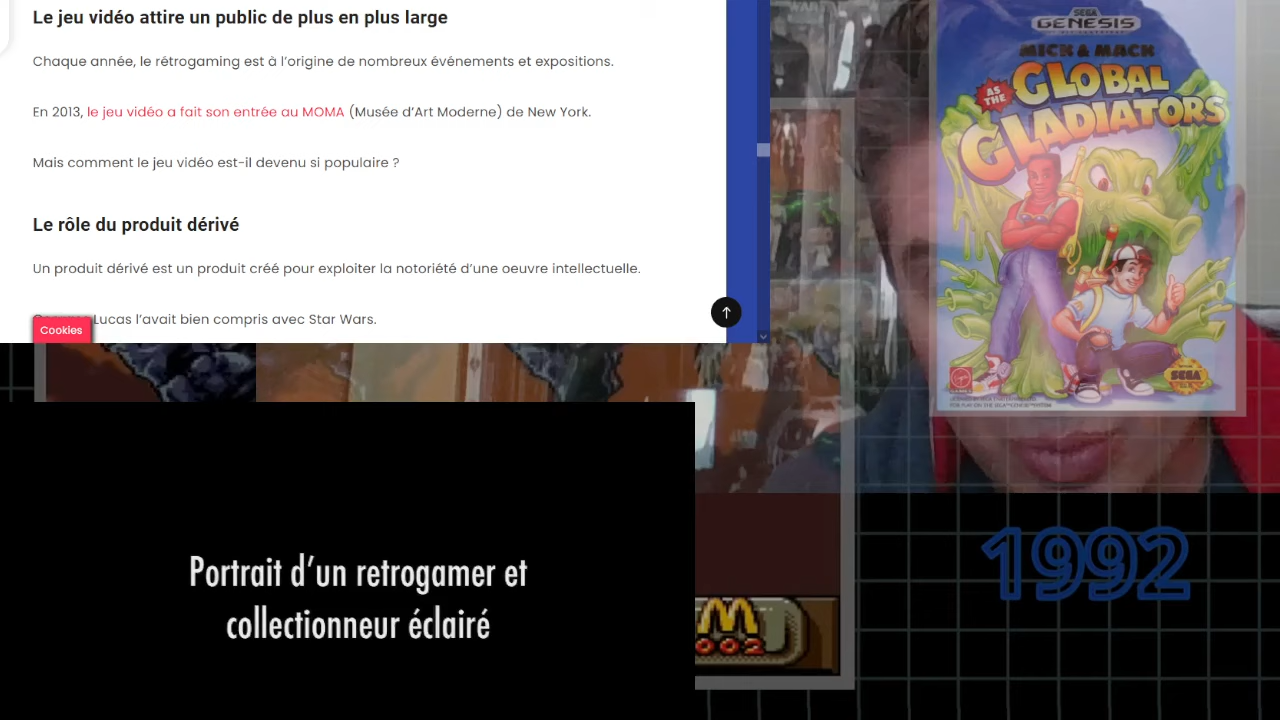 Le jeu vidéo attire un public de plus en plus large
Chaque année, le rétrogaming est à l’origine de nombreux événements et expositions.
En 2013, le jeu vidéo a fait son entrée au MOMA (Musée d’Art Moderne) de New York.
Mais comment le jeu vidéo est-il devenu si populaire ?
Le rôle du produit dérivé
Un produit dérivé est un produit créé pour exploiter la notoriété d’une oeuvre intellectuelle.
Lucas l’avait bien compris avec Star Wars.
Cookies
SEGA
GENESIS
MICK & MACK
AS THE
GLOBAL
GLADIATORS
SEGA
1992
Portrait d’un retrogamer et
collectionneur éclairé
M
002